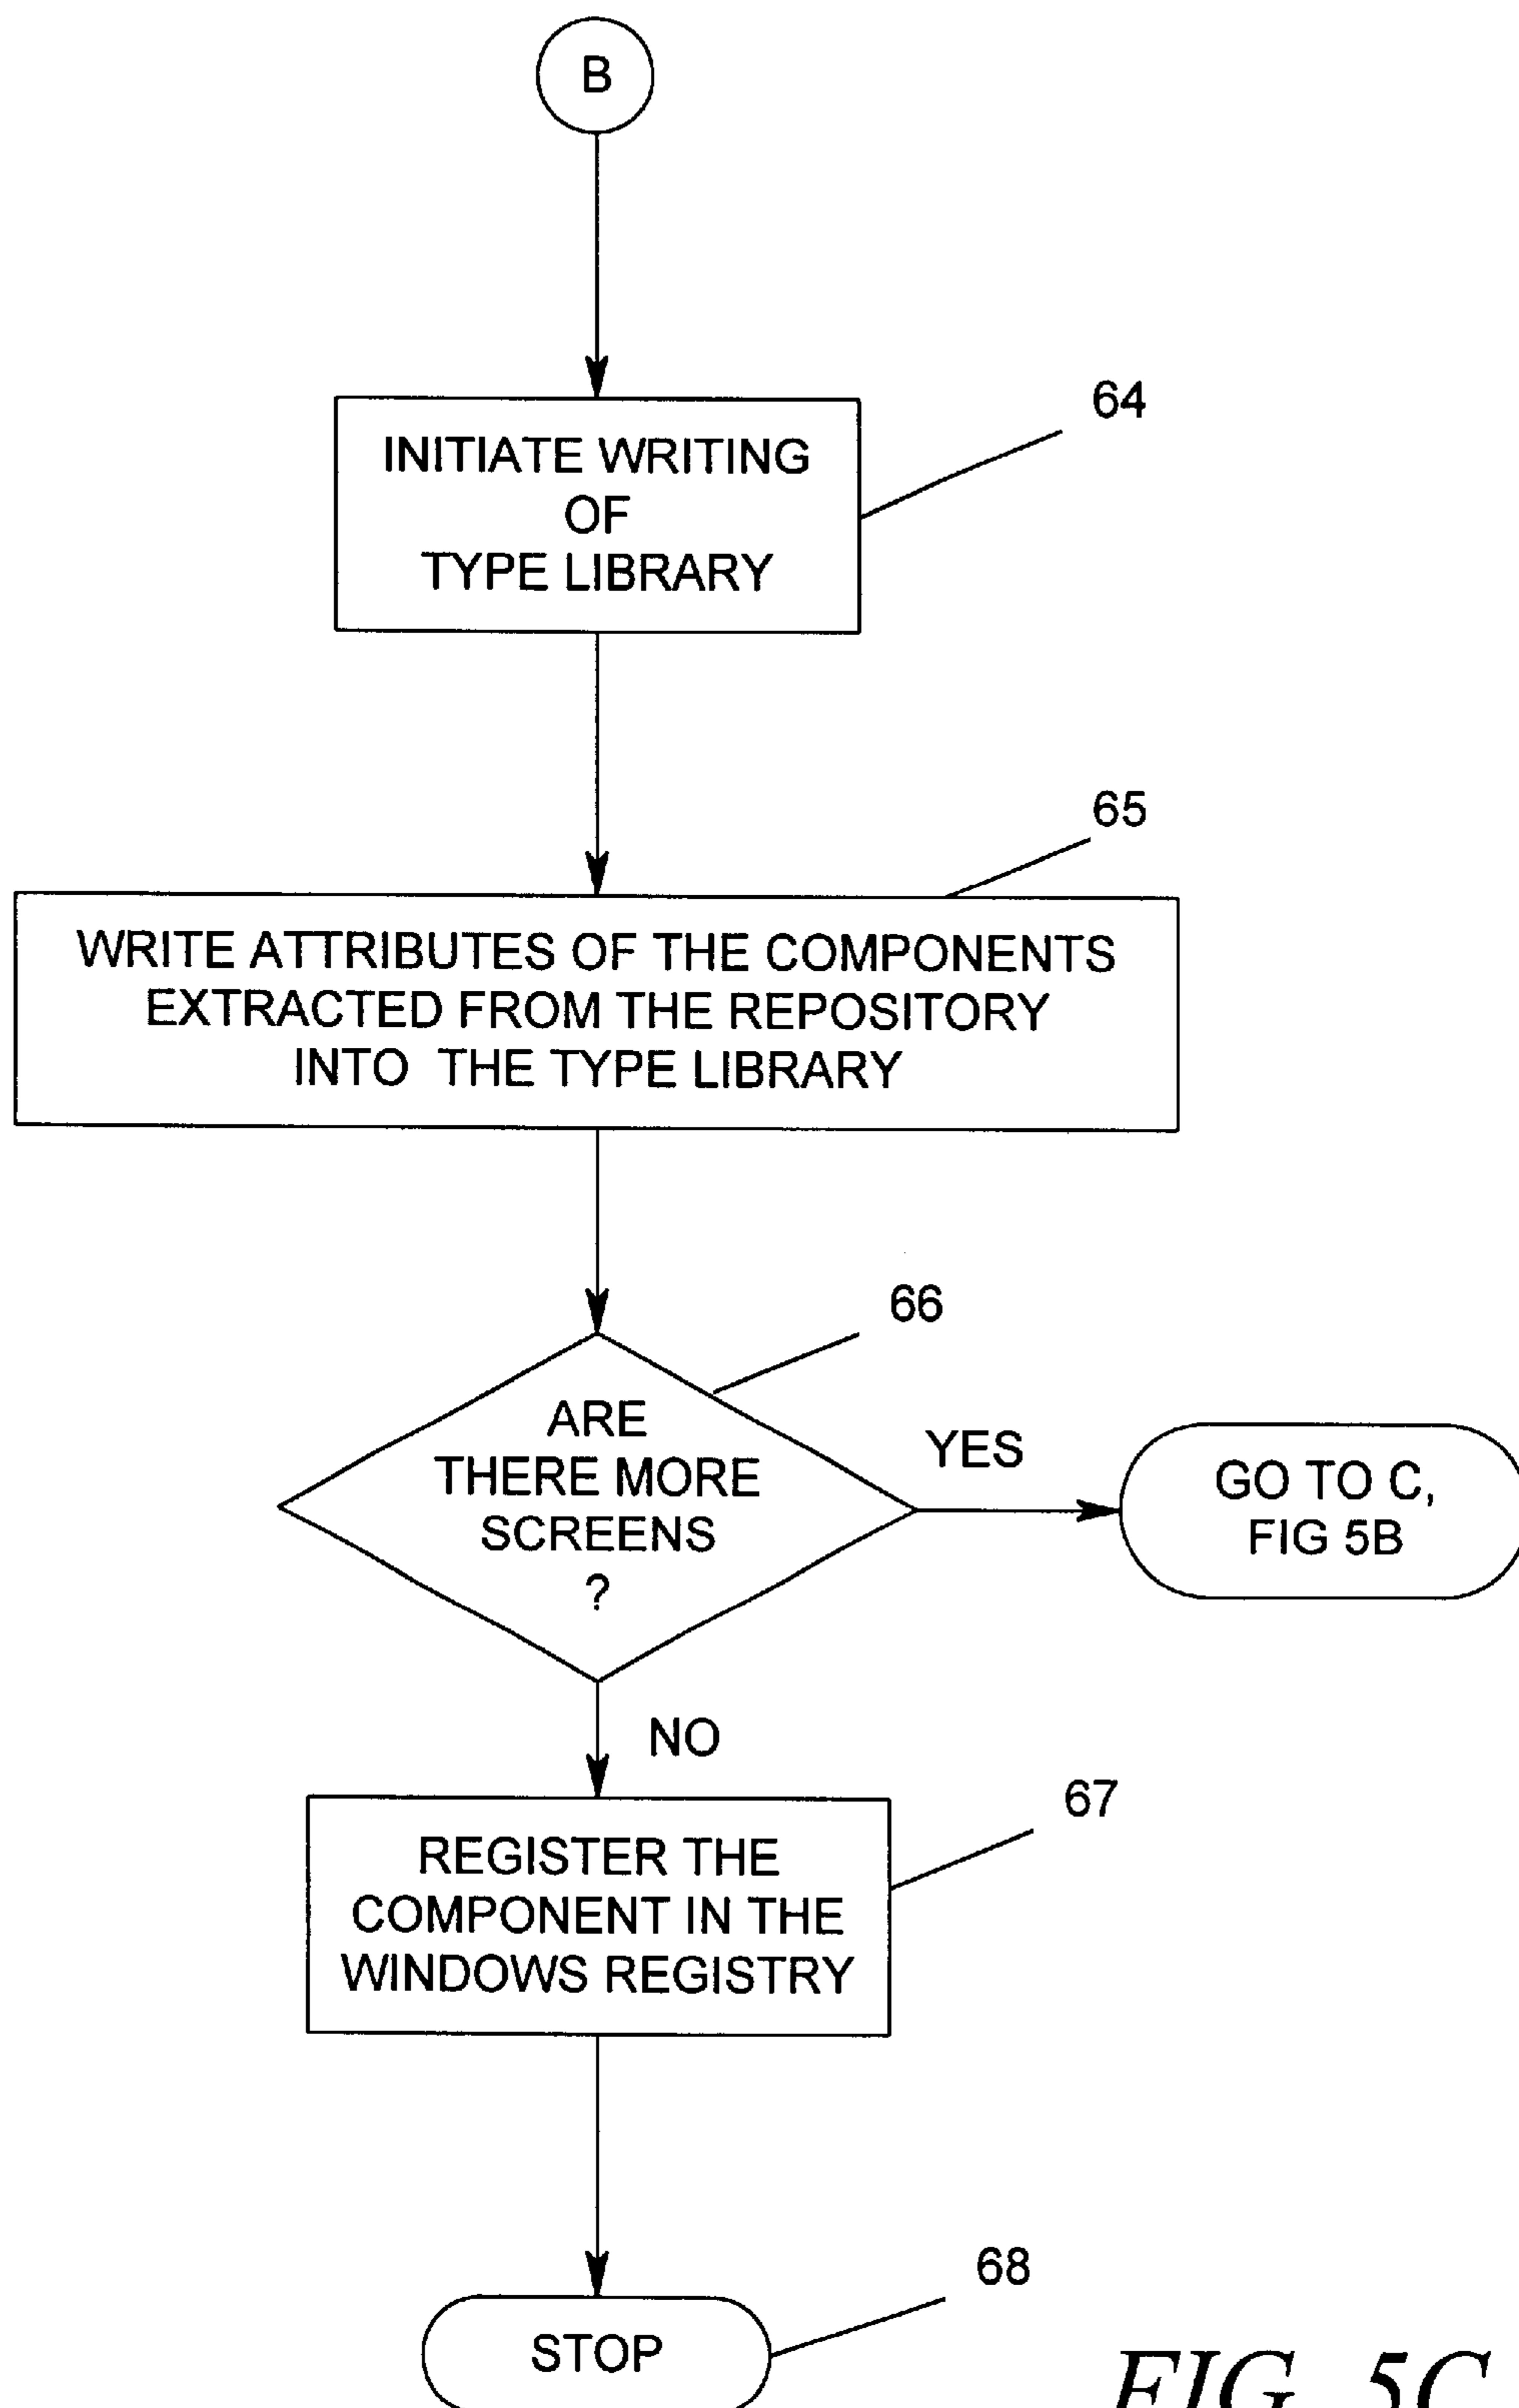 B
64
INITIATE WRITING
OF
TYPE LIBRARY
65
WRITE ATTRIBUTES OF THE COMPONENTS
EXTRACTED FROM THE REPOSITORY
INTO THE TYPE LIBRARY
66
ARE
THERE MORE
SCREENS
?
YES
GO TO C,
FIG 5B
NO
67
REGISTER THE
COMPONENT IN THE
WINDOWS REGISTRY
68
STOP
FIG. 5C